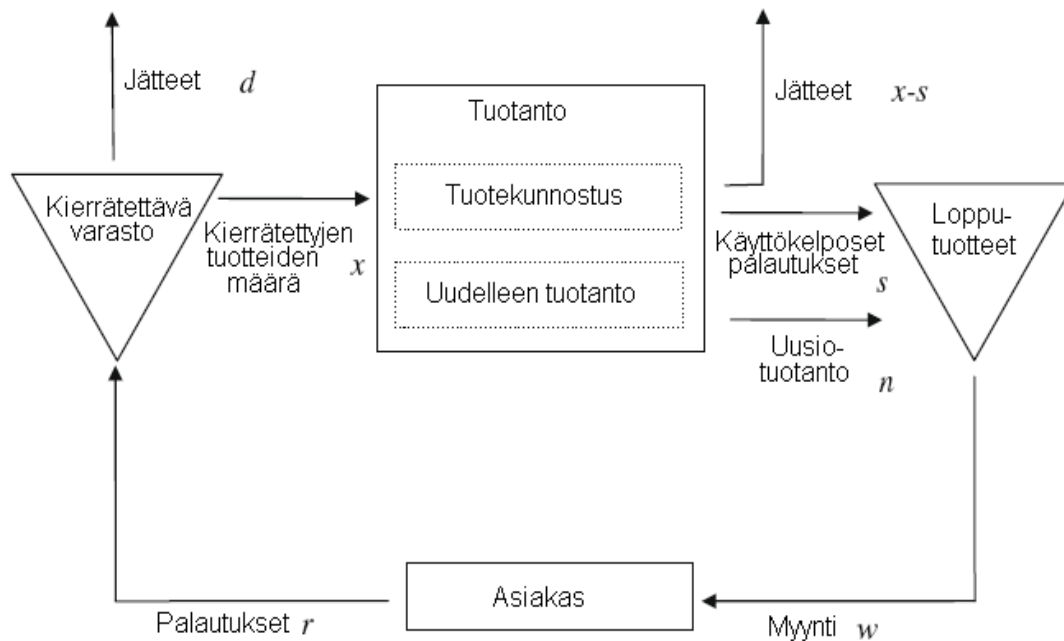 Jätteet d
Jätteet x-s
Tuotanto
Kierrätettävä
varasto
Tuotekunnostus
Loppu-
tuotteet
Kierrätettyjen
tuotteiden
määrä x
Käyttökelposet
palautukset s
Uudelleen tuotanto
Uusio-
tuotanto n
Asiakas
Palautukset r
Myynti w